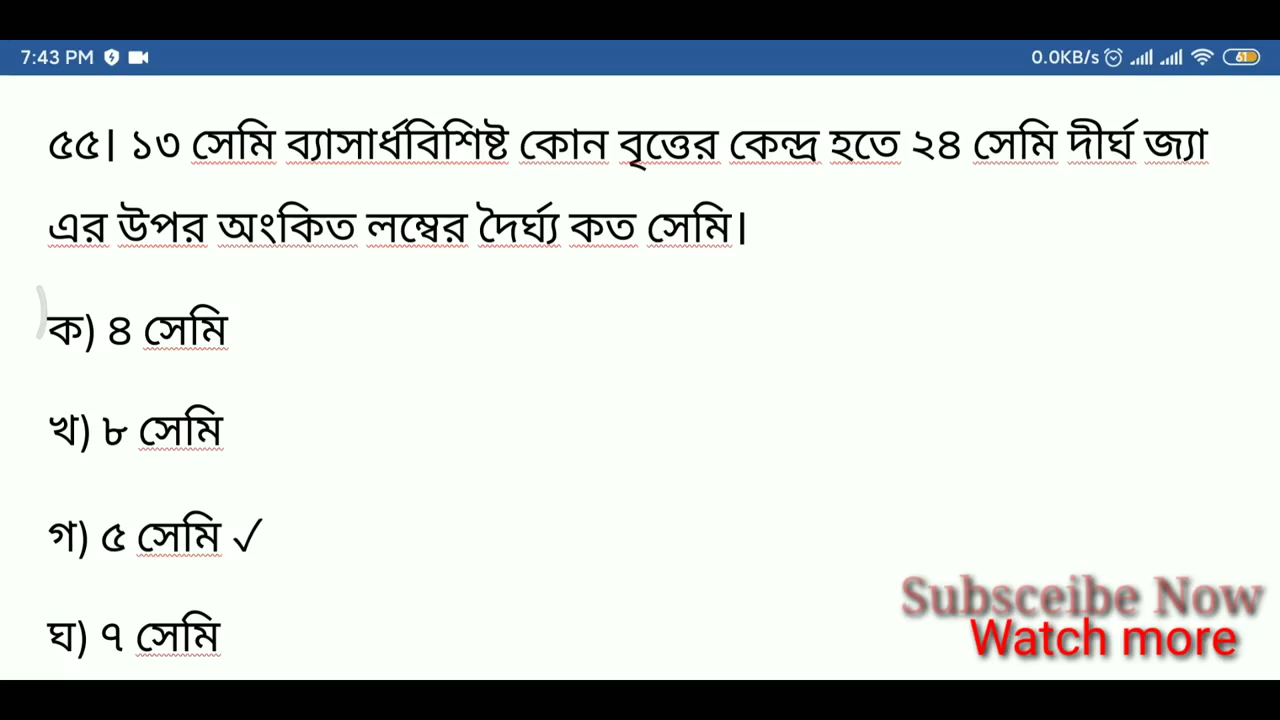 7:43 PM
0.0KB/s
61
৫৫। ১৩ সেমি ব্যাসার্ধবিশিষ্ট কোন বৃত্তের কেন্দ্র হতে ২৪ সেমি দীর্ঘ জ্যা
এর উপর অংকিত লম্বের দৈর্ঘ্য কত সেমি।
ক) ৪ সেমি
খ) ৮ সেমি
গ) ৫ সেমি ✓
ঘ) ৭ সেমি
Subsceibe Now
Watch more